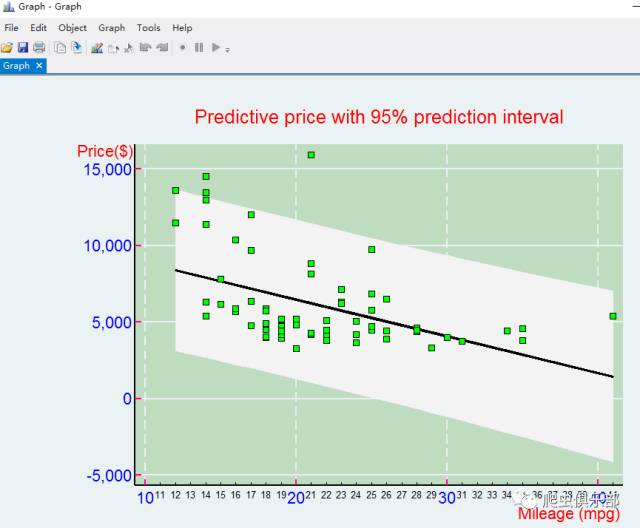 Graph - Graph
File Edit Object Graph Tools Help
Graph
Predictive price with 95% prediction interval
Price($)
15,000
10,000
5,000
0
-5,000
10 11 12 13 14 15 16 17 18 19 20 21 22 23 24 25 26 27 28 29 30 31 32 33 34 35 36 37 38 39 40 41
爬虫俱乐部
Mileage (mpg)